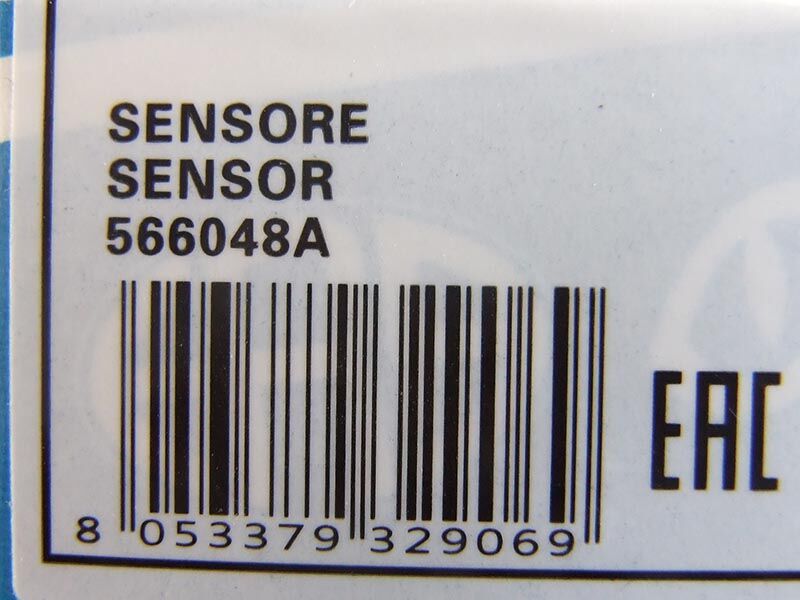 SENSORE
SENSOR
566048A
EAC
8 053379 329069